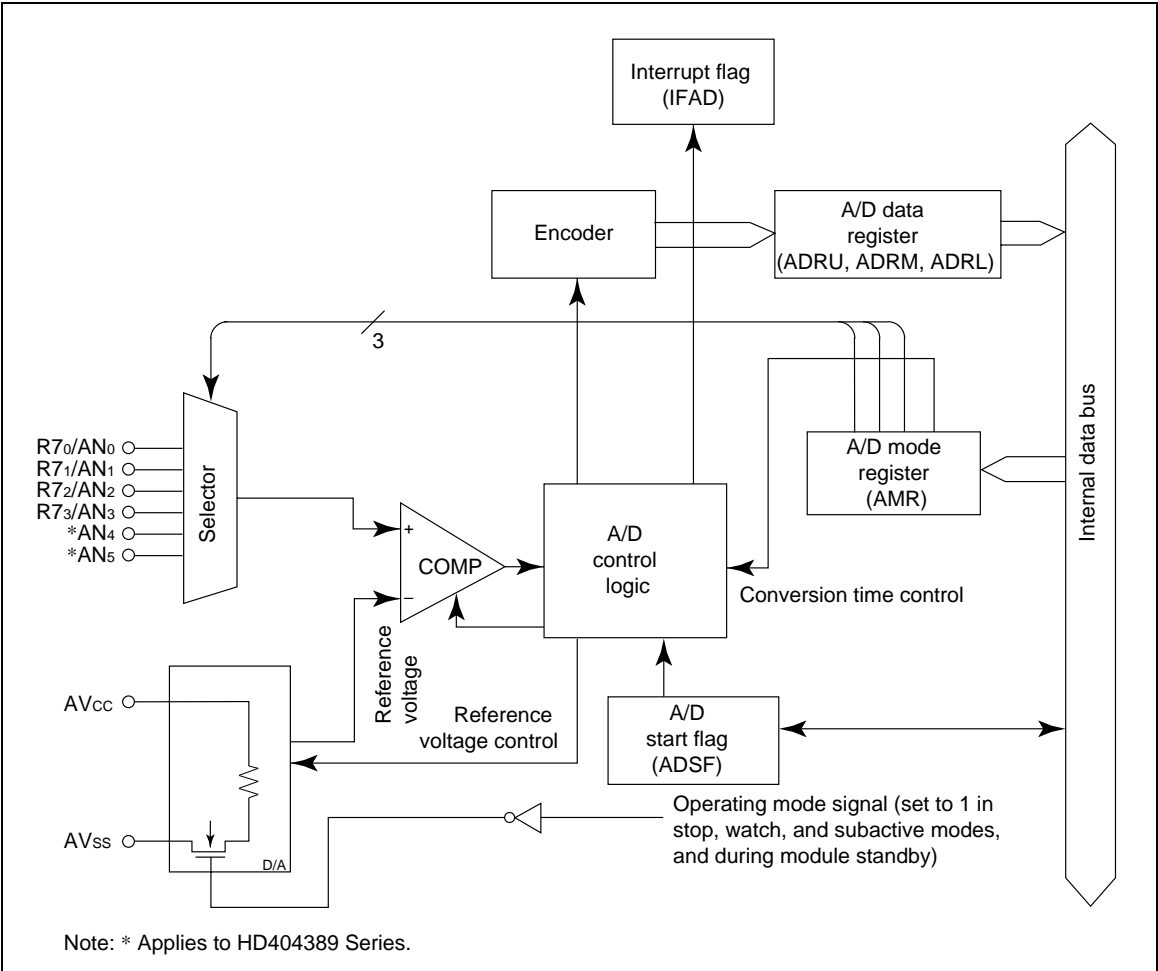 Interrupt flag
(IFAD)
Encoder
A/D data
register
(ADRU, ADRM, ADRL)
3
Selector
R70/AN0
R71/AN1
R72/AN2
R73/AN3
*AN4
*AN5
+
COMP
−
A/D
control
logic
A/D mode
register
(AMR)
Internal data bus
Conversion time control
Reference
voltage
Reference
voltage control
A/D
start flag
(ADSF)
AVCC
AVSS
D/A
Operating mode signal (set to 1 in
stop, watch, and subactive modes,
and during module standby)
Note: * Applies to HD404389 Series.